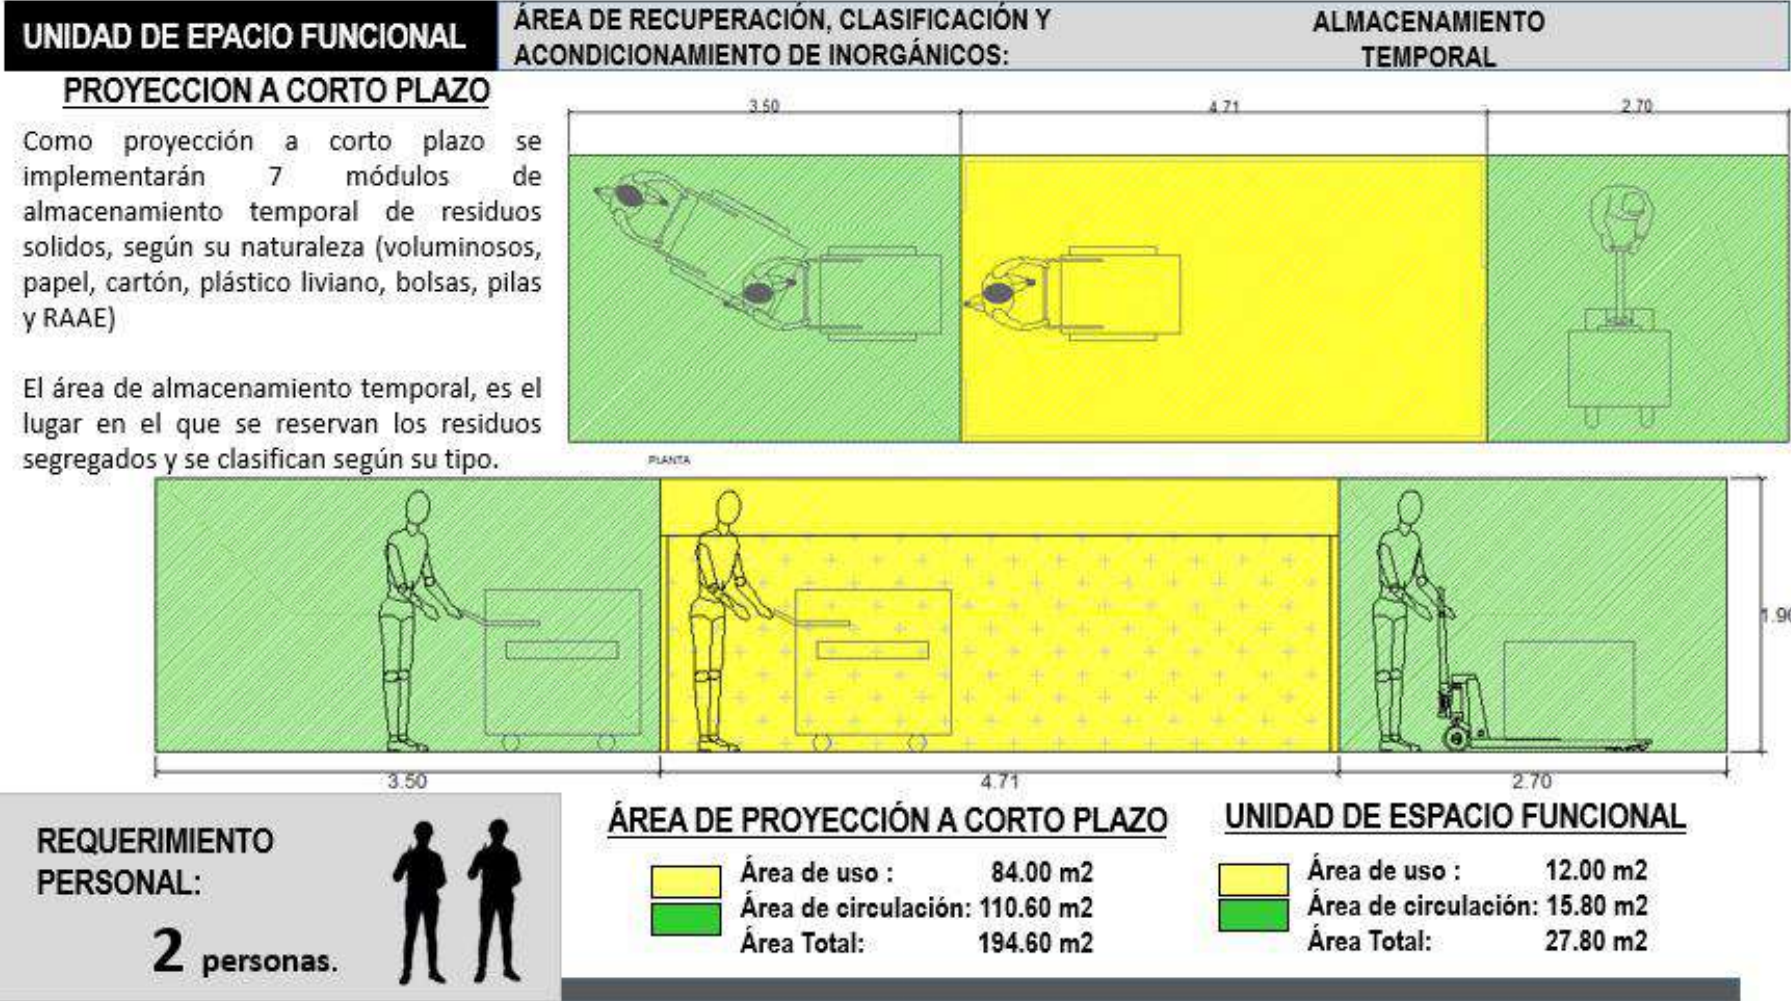 UNIDAD DE EPACIO FUNCIONAL
ÁREA DE RECUPERACIÓN, CLASIFICACIÓN Y
ACONDICIONAMIENTO DE INORGÁNICOS:
ALMACENAMIENTO
TEMPORAL
PROYECCION A CORTO PLAZO
Como proyección a corto plazo se
implementarán 7 módulos de
almacenamiento temporal de residuos
solidos, según su naturaleza (voluminosos,
papel, cartón, plástico liviano, bolsas, pilas
y RAAE)
El área de almacenamiento temporal, es el
lugar en el que se reservan los residuos
segregados y se clasifican según su tipo.
3.50
4.71
2.70
PLANTA
1.90
3.50
4.71
2.70
REQUERIMIENTO
PERSONAL:
2 personas.
ÁREA DE PROYECCIÓN A CORTO PLAZO
Área de uso : 84.00 m2
Área de circulación: 110.60 m2
Área Total: 194.60 m2
UNIDAD DE ESPACIO FUNCIONAL
Área de uso : 12.00 m2
Área de circulación: 15.80 m2
Área Total: 27.80 m2